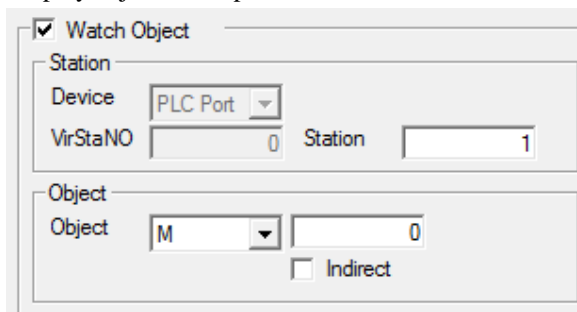 Watch Object
Station
Device PLC Port
VirStaNO 0 Station 1
Object
Object M 0
Indirect